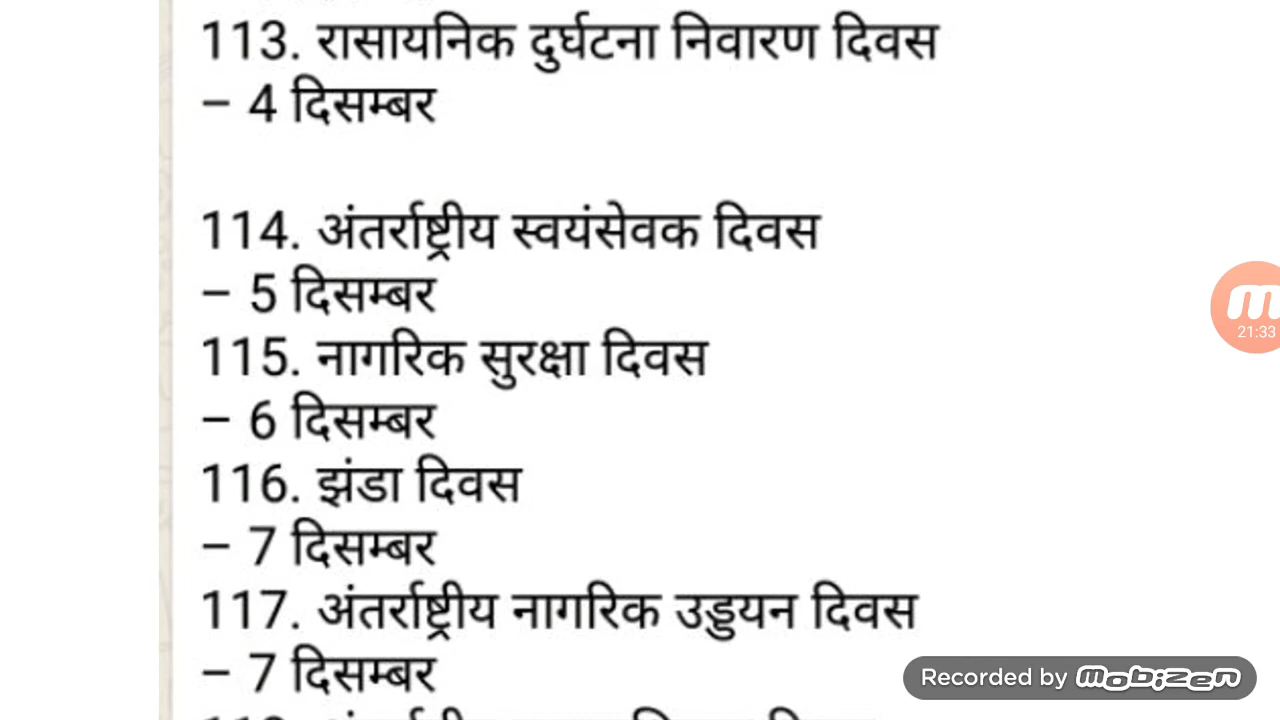 113. रासायनिक दुर्घटना निवारण दिवस
– 4 दिसम्बर
114. अंतर्राष्ट्रीय स्वयंसेवक दिवस
– 5 दिसम्बर
115. नागरिक सुरक्षा दिवस
– 6 दिसम्बर
116. झंडा दिवस
– 7 दिसम्बर
117. अंतर्राष्ट्रीय नागरिक उड्डयन दिवस
– 7 दिसम्बर
21:33
Recorded by mobizen